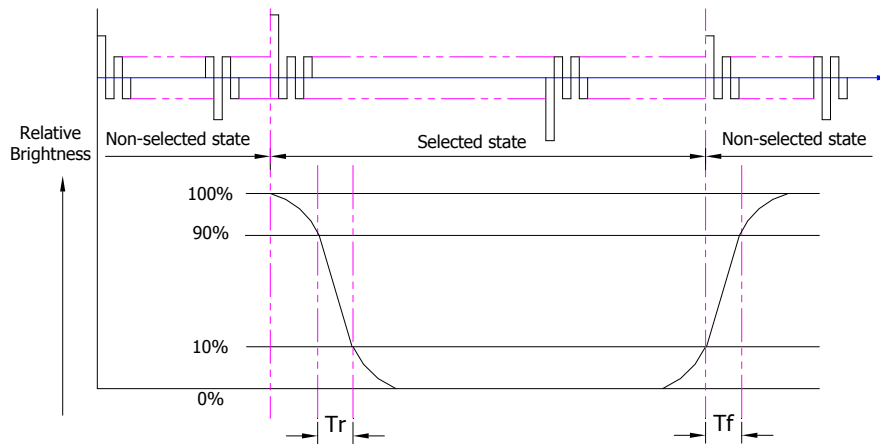 Relative
Brightness
Non-selected state
Selected state
Non-selected state
100%
90%
10%
0%
Tr
Tf